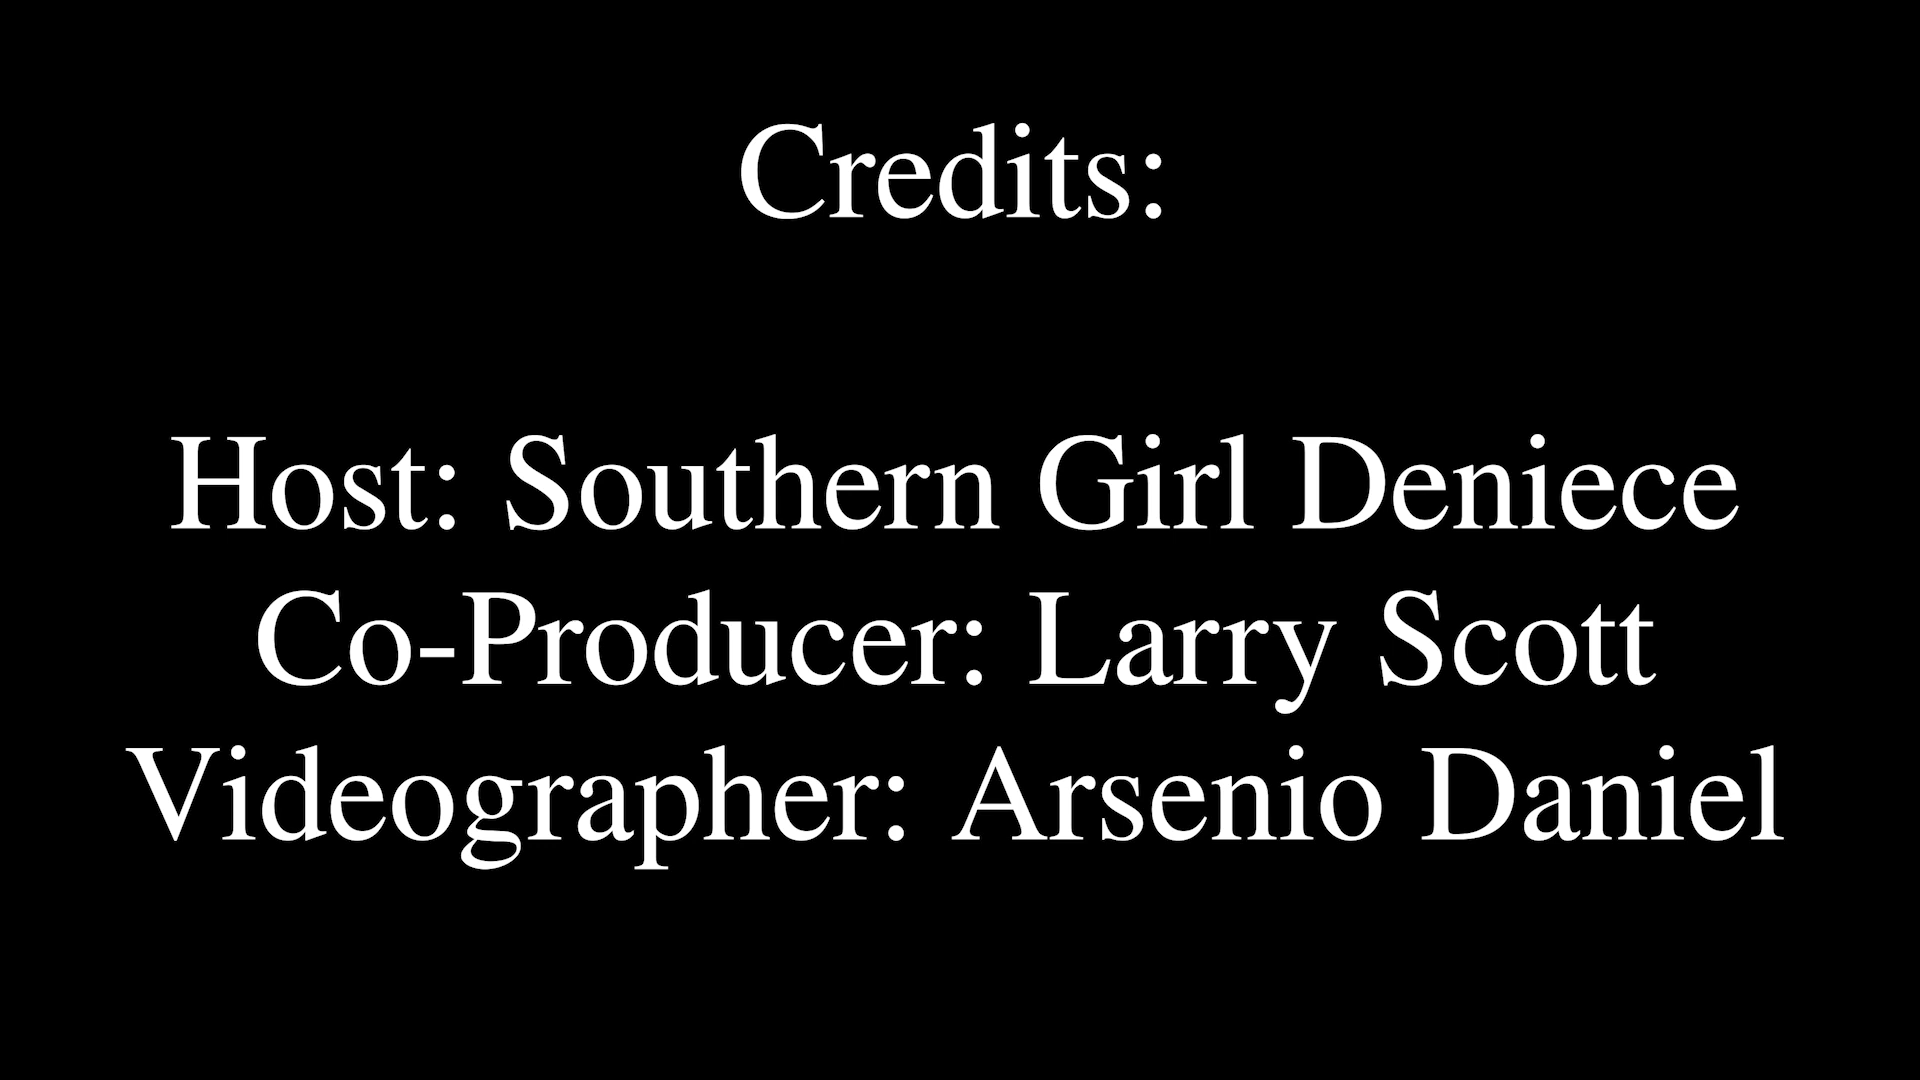 Credits:
Host: Southern Girl Deniece
Co-Producer: Larry Scott
Videographer: Arsenio Daniel